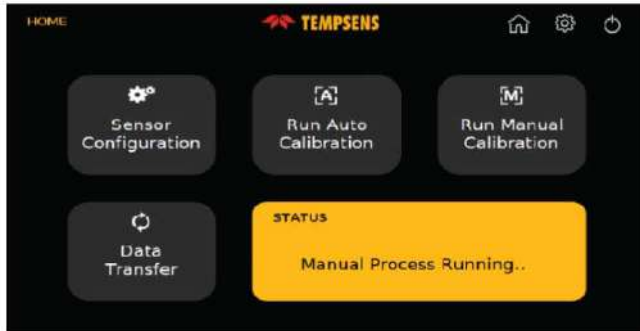 HOME
TEMPSENS
[A]
[M]
Sensor
Configuration
Run Auto
Calibration
Run Manual
Calibration
Data
Transfer
STATUS
Manual Process Running..